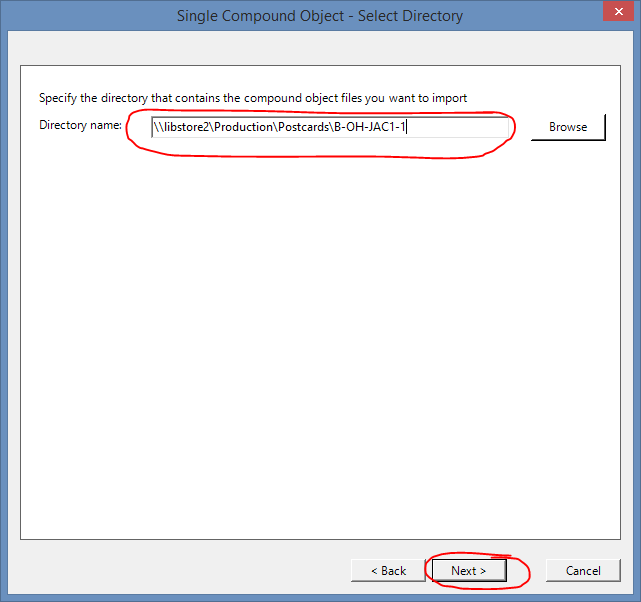 Single Compound Object - Select Directory
Specify the directory that contains the compound object files you want to import
Directory name: \\libstore2\Production\Postcards\B-OH-JAC1-1 Browse
< Back Next > Cancel